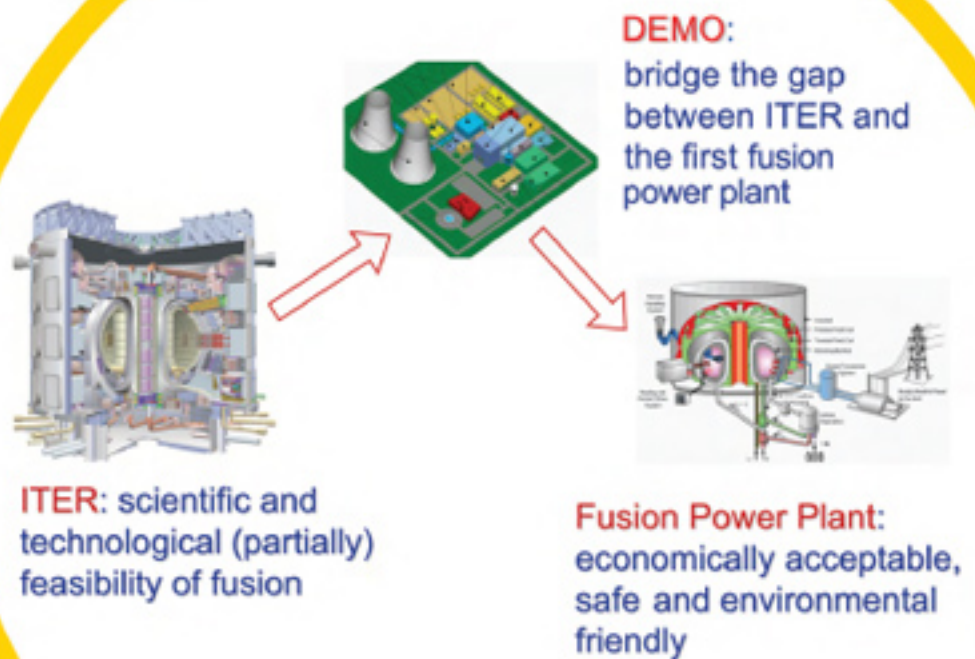 DEMO:
bridge the gap
between ITER and
the first fusion
power plant
ITER: scientific and
technological (partially)
feasibility of fusion
Fusion Power Plant:
economically acceptable,
safe and environmental
friendly